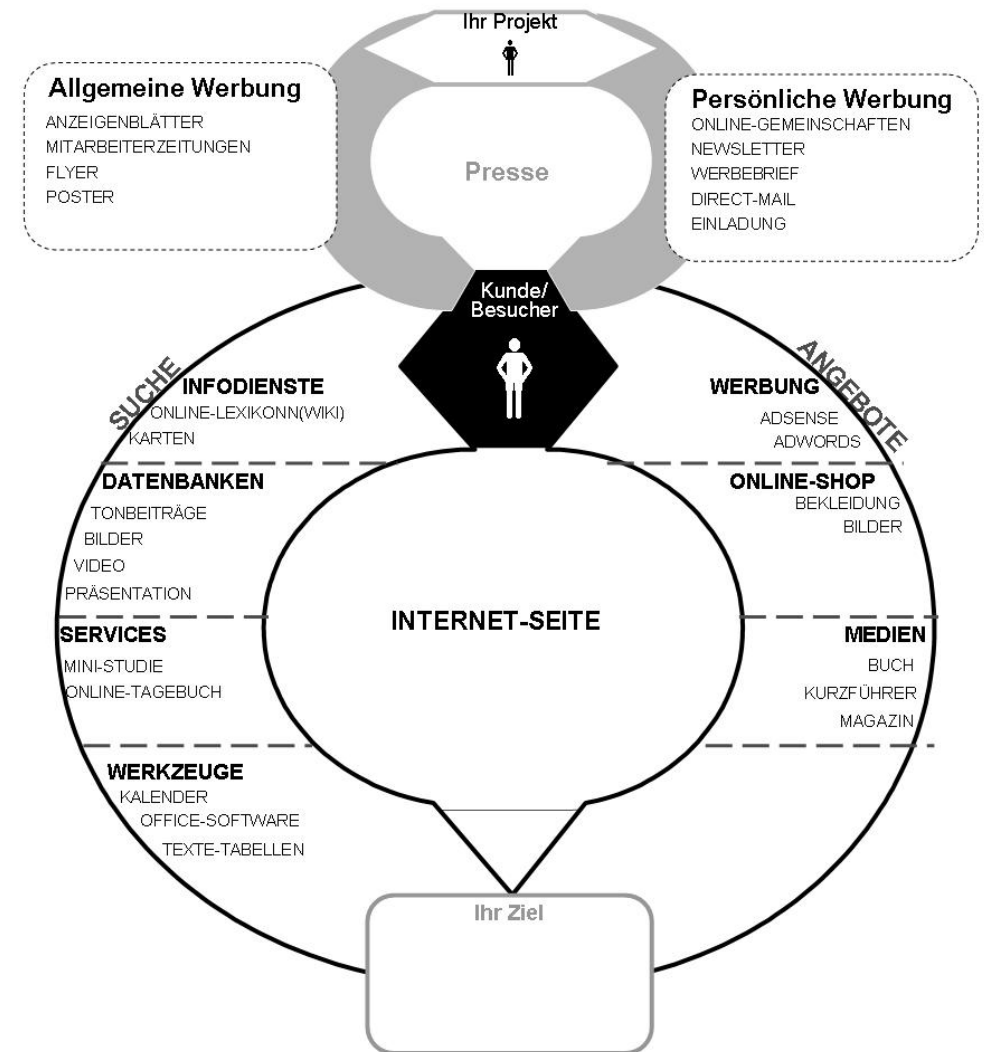 Ihr Projekt
Allgemeine Werbung
ANZEIGENBLÄTTER
MITARBEITERZEITUNGEN
FLYER
POSTER
Persönliche Werbung
ONLINE-GEMEINSCHAFTEN
NEWSLETTER
WERBEBRIEF
DIRECT-MAIL
EINLADUNG
Presse
Kunde/
Besucher
SUCHE
INFODIENSTE
ONLINE-LEXIKONN(WIKI)
KARTEN
DATENBANKEN
TONBEITRÄGE
BILDER
VIDEO
PRÄSENTATION
SERVICES
MINI-STUDIE
ONLINE-TAGEBUCH
WERKZEUGE
KALENDER
OFFICE-SOFTWARE
TEXTE-TABELLEN
INTERNET-SEITE
ANGEBOTE
WERBUNG
ADSENSE
ADWORDS
ONLINE-SHOP
BEKLEIDUNG
BILDER
MEDIEN
BUCH
KURZFÜHRER
MAGAZIN
Ihr Ziel